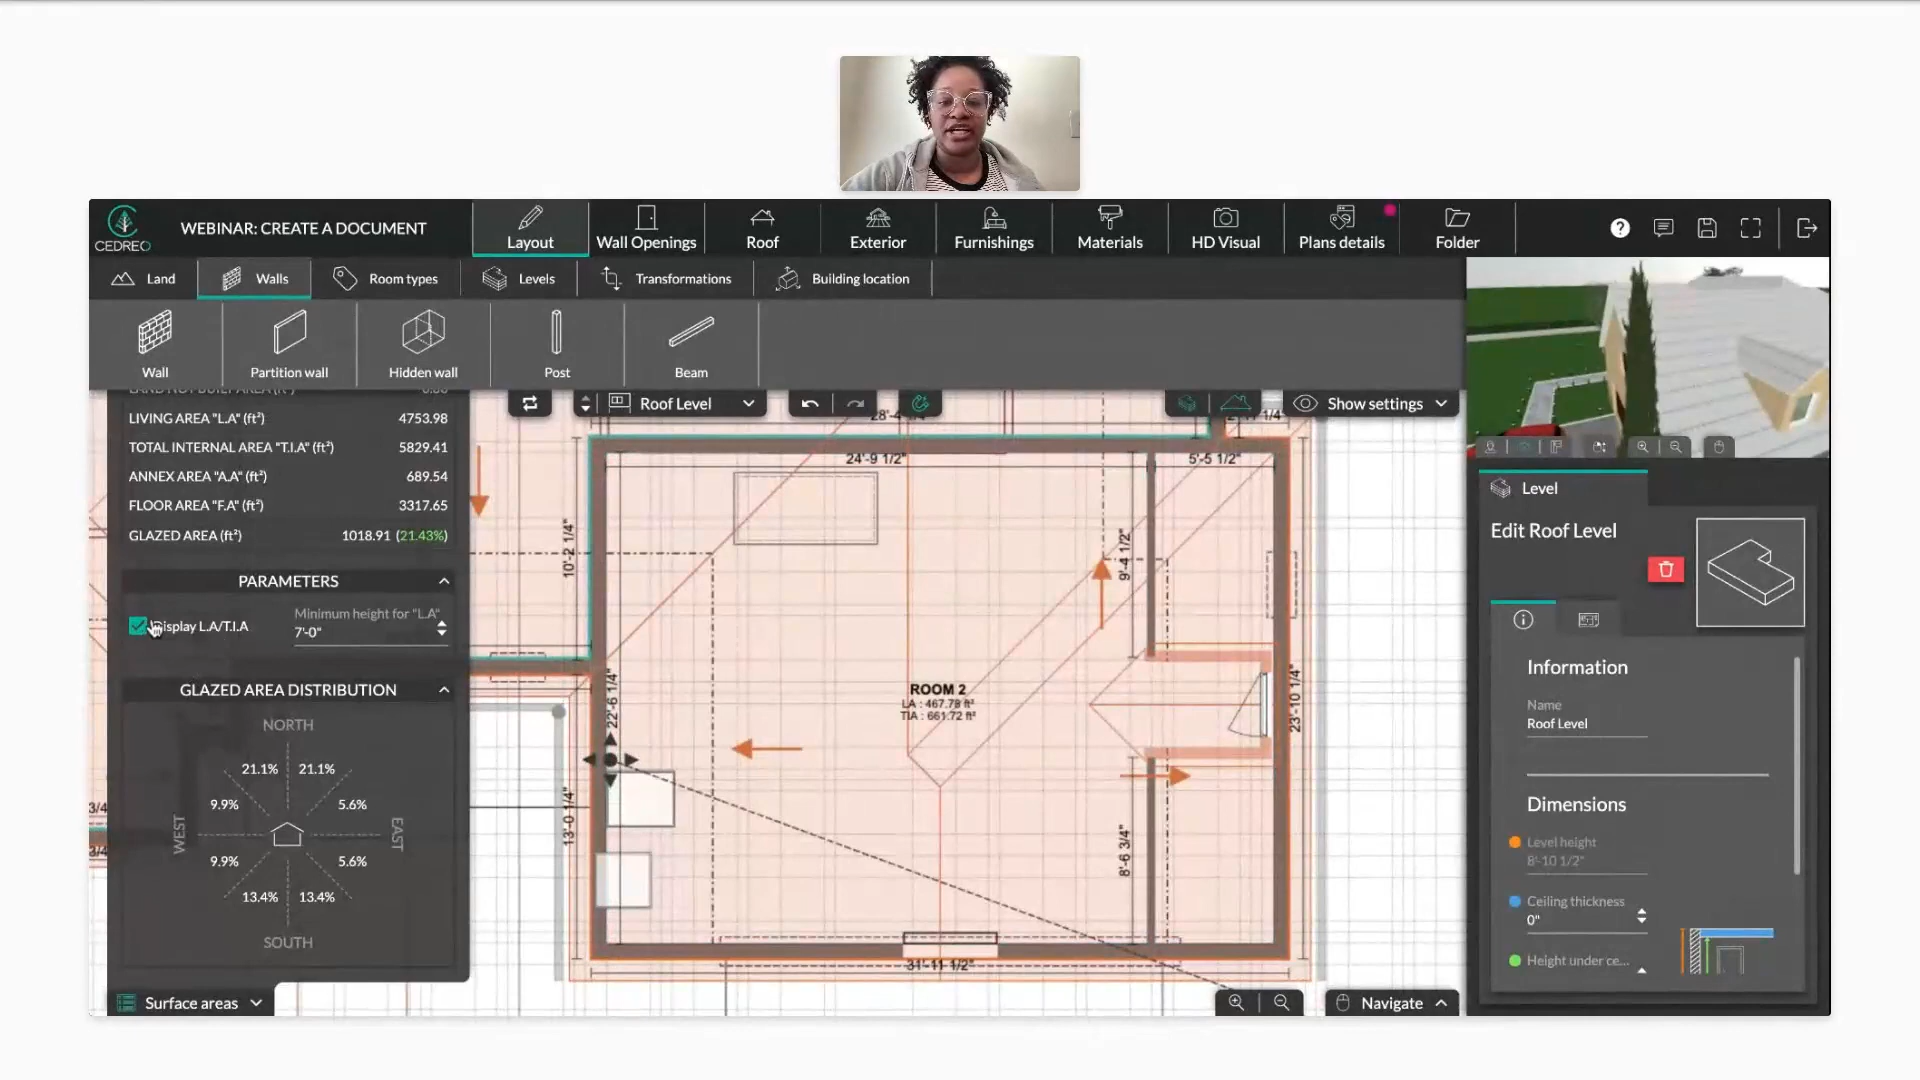 CEDREO
WEBINAR: CREATE A DOCUMENT
Layout
Wall Openings
Roof
Exterior
Furnishings
Materials
HD Visual
Plans details
Folder
Land
Walls
Room types
Levels
Transformations
Building location
Wall
Partition wall
Hidden wall
Post
Beam
Roof Level
Show settings
LIVING AREA "L.A" (ft²) 4753.98
TOTAL INTERNAL AREA "T.I.A" (ft²) 5829.41
ANNEX AREA "A.A" (ft²) 689.54
FLOOR AREA "F.A" (ft²) 3317.65
GLAZED AREA (ft²) 1018.91 (21.43%)
PARAMETERS
Display L.A/T.I.A
Minimum height for "L.A"
7'-0"
GLAZED AREA DISTRIBUTION
NORTH
21.1% 21.1%
9.9% 5.6%
WEST
EAST
9.9% 5.6%
13.4% 13.4%
SOUTH
Surface areas
24'-9 1/2"
5'-5 1/2"
10'-2 1/4"
9'-4 1/2"
ROOM 2
LA : 467.78 ft²
TIA : 661.72 ft²
22'-6 1/4"
23'-10 1/4"
13'-0 1/4"
8'-6 3/4"
31'-11 1/2"
Navigate
Level
Edit Roof Level
Information
Name
Roof Level
Dimensions
Level height
8'-10 1/2"
Ceiling thickness
0"
Height under ce...